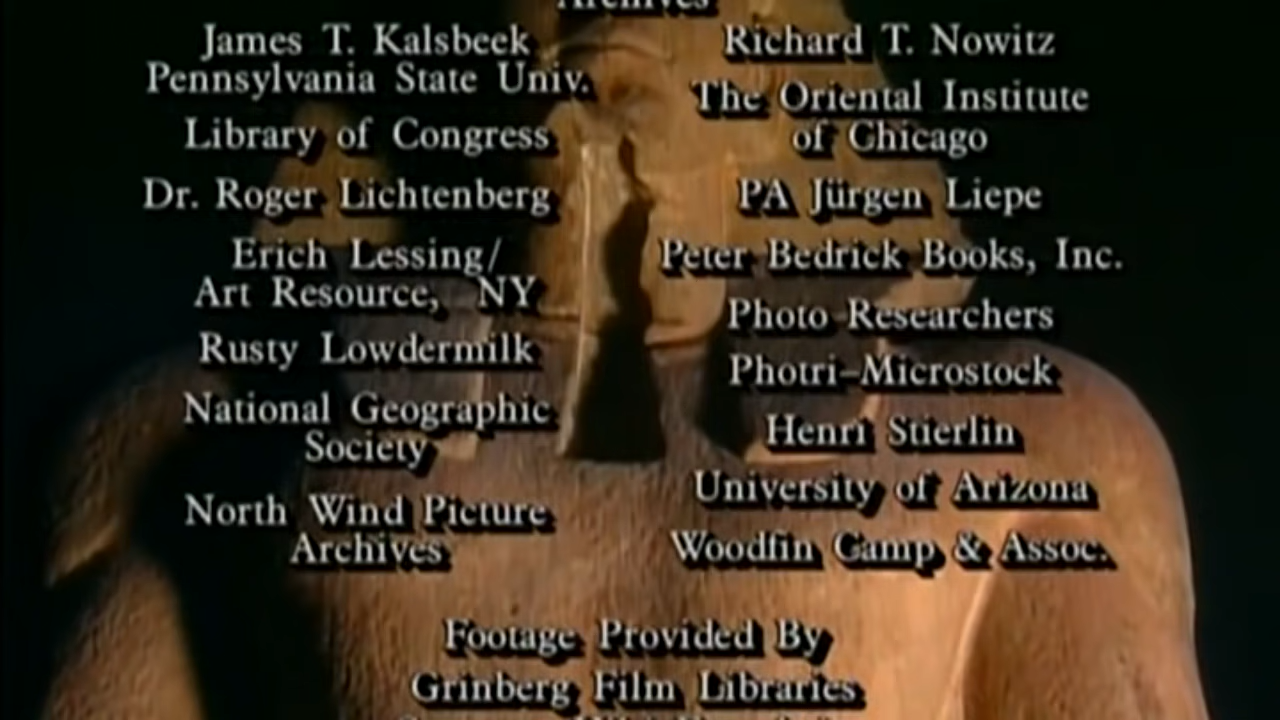 Archives
James T. Kalsbeek
Pennsylvania State Univ.
Library of Congress
Dr. Roger Lichtenberg
Erich Lessing/
Art Resource, NY
Rusty Lowdermilk
National Geographic
Society
North Wind Picture
Archives
Richard T. Nowitz
The Oriental Institute
of Chicago
PA Jürgen Liepe
Peter Bedrick Books, Inc.
Photo Researchers
Photri-Microstock
Henri Stierlin
University of Arizona
Woodfin Camp & Assoc.
Footage Provided By
Grinberg Film Libraries